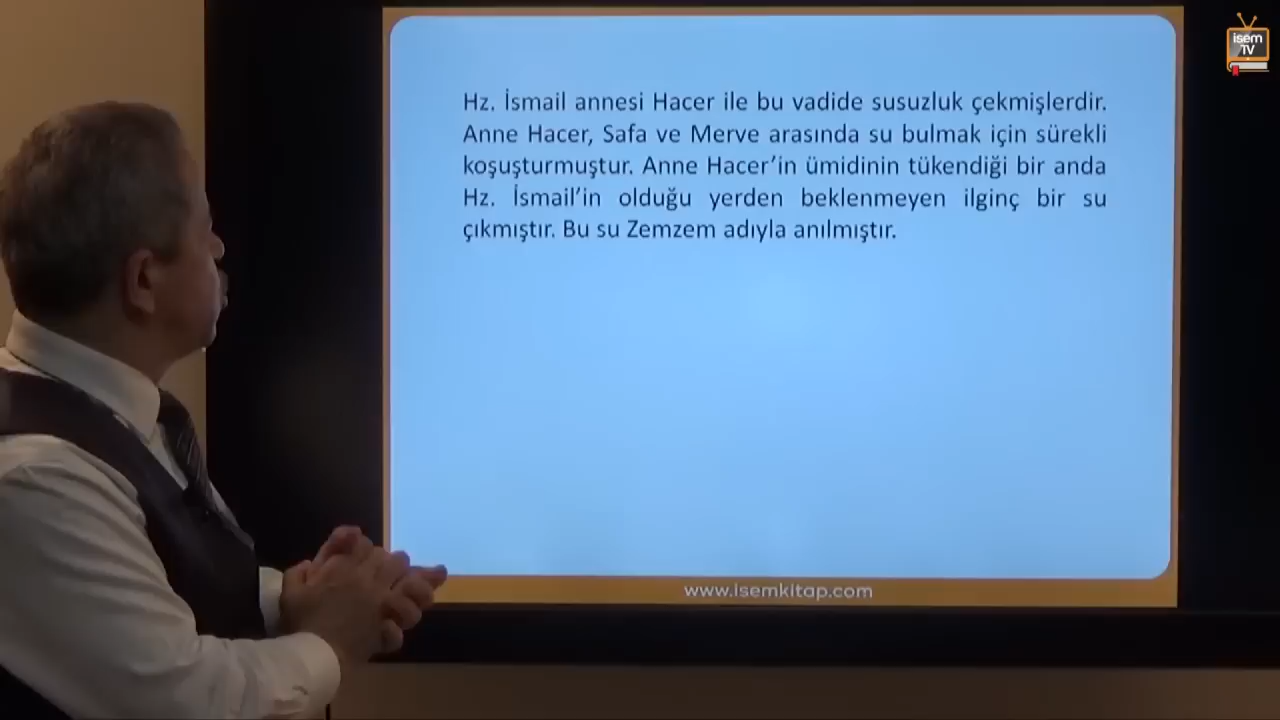 isem
TV
Hz. İsmail annesi Hacer ile bu vadide susuzluk çekmişlerdir.
Anne Hacer, Safa ve Merve arasında su bulmak için sürekli
koşuşturmuştur. Anne Hacer’in ümidinin tükendiği bir anda
Hz. İsmail’in olduğu yerden beklenmeyen ilginç bir su
çıkmıştır. Bu su Zemzem adıyla anılmıştır.
www.isemkitap.com